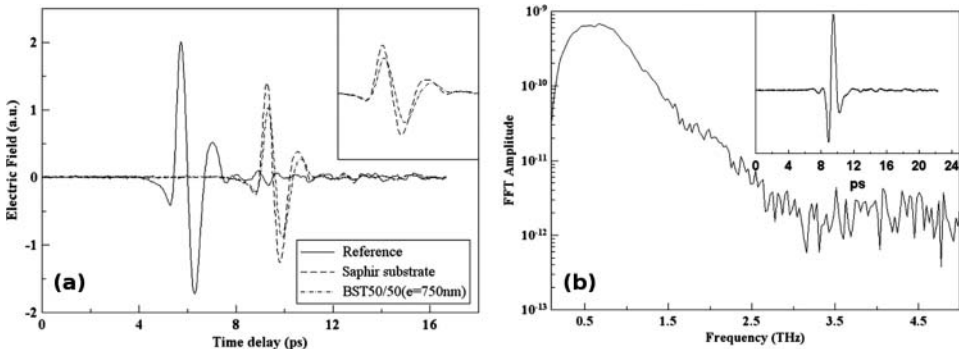 (a)
Electric Field (a.u.)
2
1
0
-1
-2
0
4
8
12
16
Time delay (ps)
Reference
Saphir substrate
BST50/50(e=750nm)
(b)
FFT Amplitude
10⁻⁹
10⁻¹⁰
10⁻¹¹
10⁻¹²
10⁻¹³
0.5
1.5
2.5
3.5
4.5
Frequency (THz)
0 4 8 12 16 20 24
ps